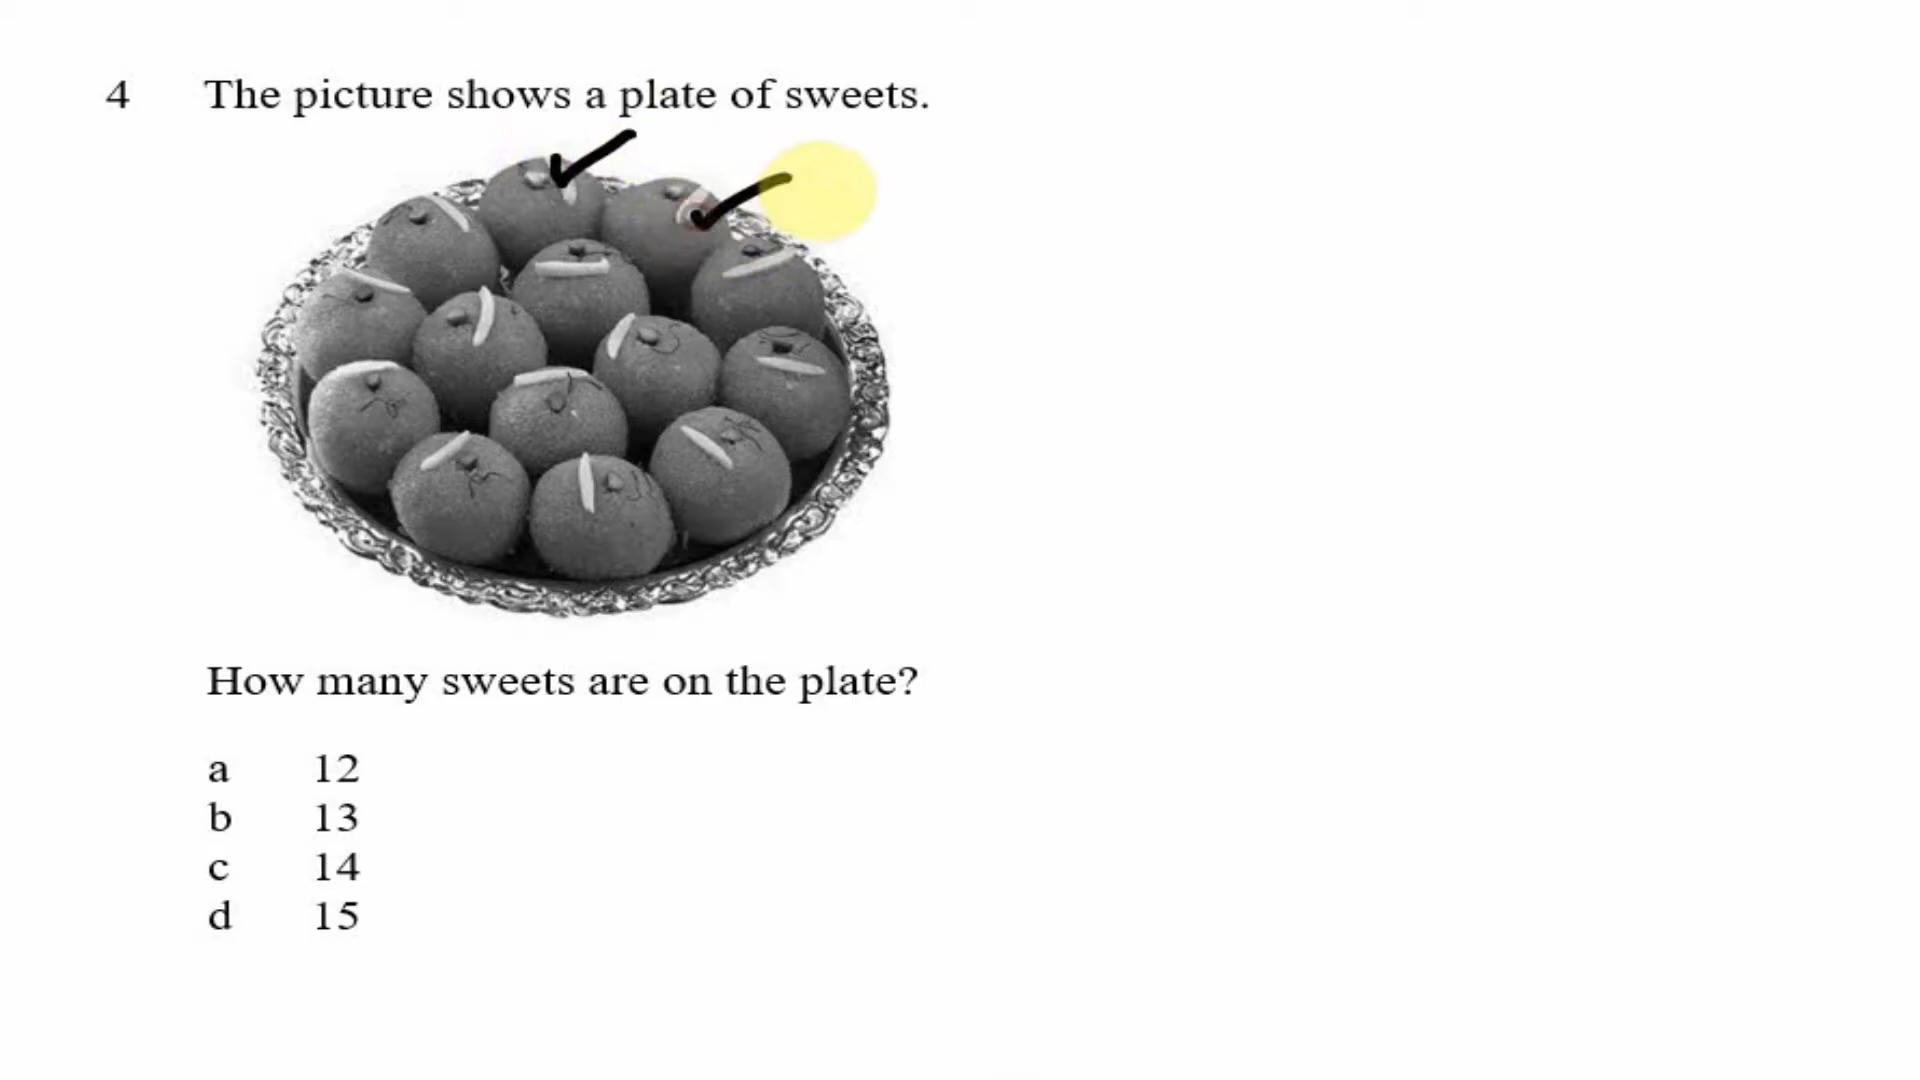 4 The picture shows a plate of sweets.
How many sweets are on the plate?
a 12
b 13
c 14
d 15